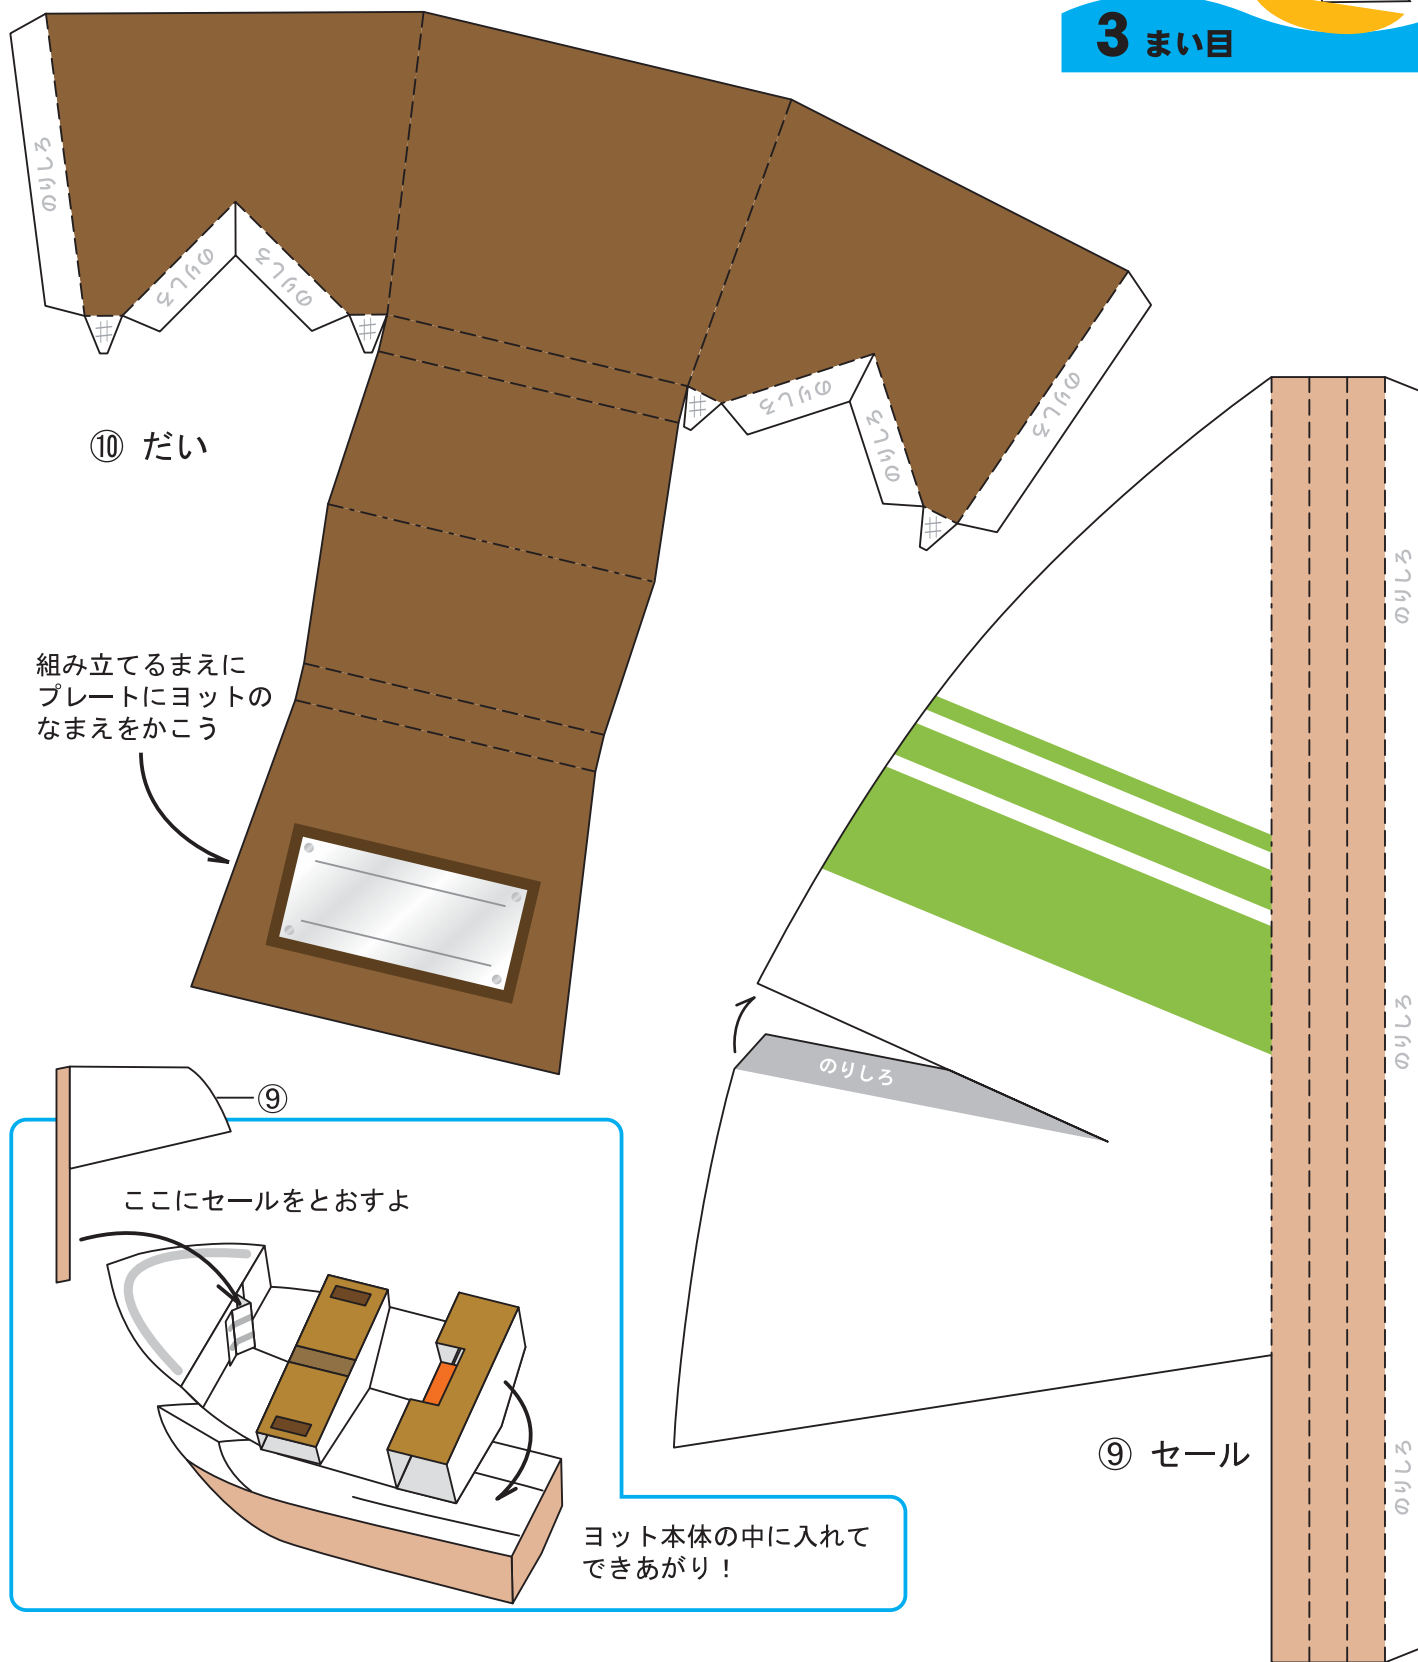 3 まい目
のりしろ
のりしろ
のりしろ
のりしろ
のりしろ
のりしろ
⑩ だい
組み立てるまえに
プレートにヨットの
なまえをかこう
のりしろ
のりしろ
のりしろ
のりしろ
⑨ セール
⑨
ここにセールをとおすよ
ヨット本体の中に入れて
できあがり！